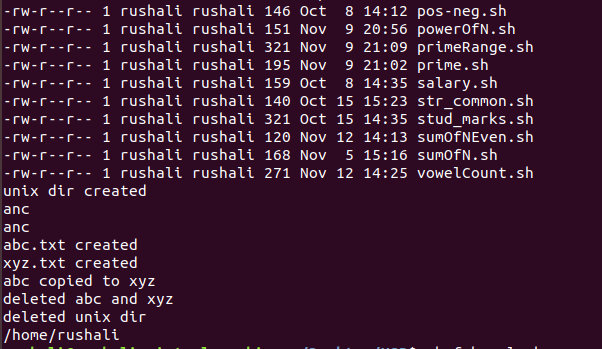 -rw-r--r-- 1 rushali rushali 146 Oct  8 14:12 pos-neg.sh
-rw-r--r-- 1 rushali rushali 151 Nov  9 20:56 powerOfN.sh
-rw-r--r-- 1 rushali rushali 321 Nov  9 21:09 primeRange.sh
-rw-r--r-- 1 rushali rushali 195 Nov  9 21:02 prime.sh
-rw-r--r-- 1 rushali rushali 159 Oct  8 14:35 salary.sh
-rw-r--r-- 1 rushali rushali 140 Oct 15 15:23 str_common.sh
-rw-r--r-- 1 rushali rushali 321 Oct 15 14:35 stud_marks.sh
-rw-r--r-- 1 rushali rushali 120 Nov 12 14:13 sumOfNEven.sh
-rw-r--r-- 1 rushali rushali 168 Nov  5 15:16 sumOfN.sh
-rw-r--r-- 1 rushali rushali 271 Nov 12 14:25 vowelCount.sh
unix dir created
anc
anc
abc.txt created
xyz.txt created
abc copied to xyz
deleted abc and xyz
deleted unix dir
/home/rushali